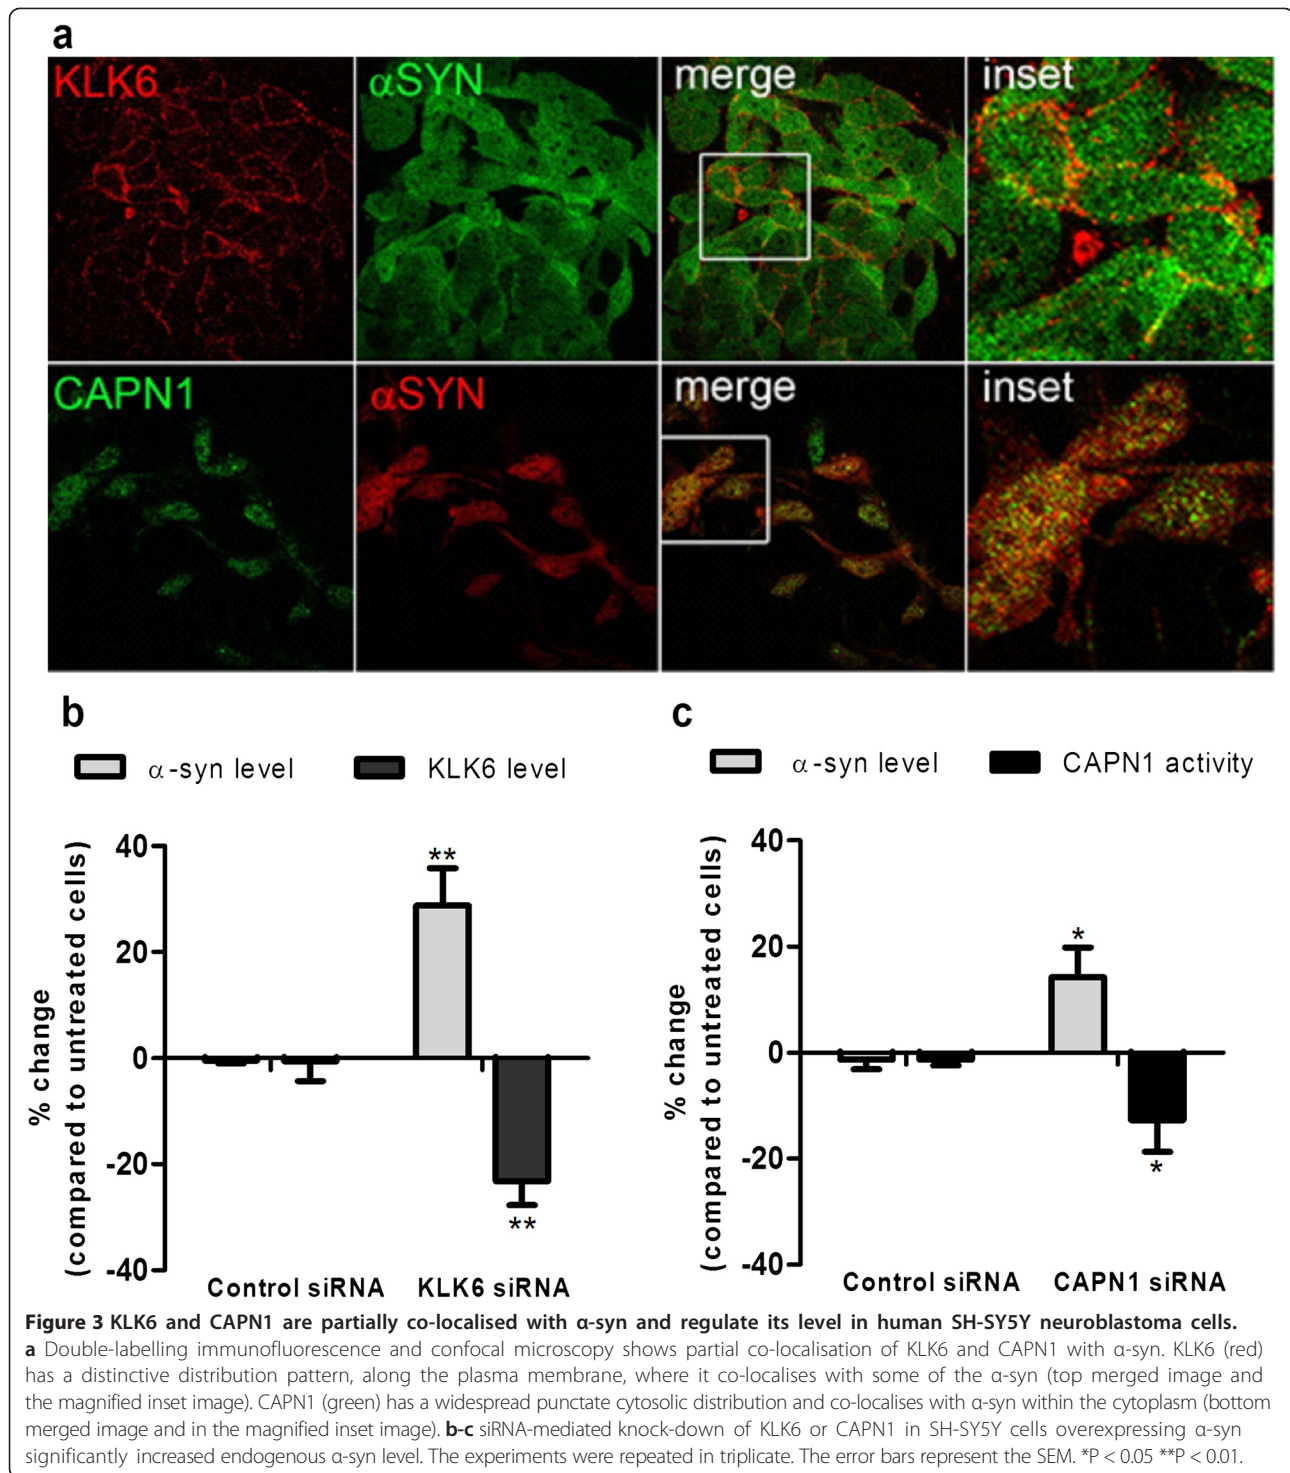 a
KLK6 αSYN merge inset
CAPN1 αSYN merge inset
b
α-syn level KLK6 level
% change
(compared to untreated cells)
40
20
0
-20
-40
**
**
Control siRNA KLK6 siRNA
c
α-syn level CAPN1 activity
% change
(compared to untreated cells)
40
20
0
-20
-40
*
*
Control siRNA CAPN1 siRNA
Figure 3 KLK6 and CAPN1 are partially co-localised with α-syn and regulate its level in human SH-SY5Y neuroblastoma cells.
a Double-labelling immunofluorescence and confocal microscopy shows partial co-localisation of KLK6 and CAPN1 with α-syn. KLK6 (red)
has a distinctive distribution pattern, along the plasma membrane, where it co-localises with some of the α-syn (top merged image and
the magnified inset image). CAPN1 (green) has a widespread punctate cytosolic distribution and co-localises with α-syn within the cytoplasm (bottom
merged image and in the magnified inset image). b-c siRNA-mediated knock-down of KLK6 or CAPN1 in SH-SY5Y cells overexpressing α-syn
significantly increased endogenous α-syn level. The experiments were repeated in triplicate. The error bars represent the SEM. *P < 0.05 **P < 0.01.